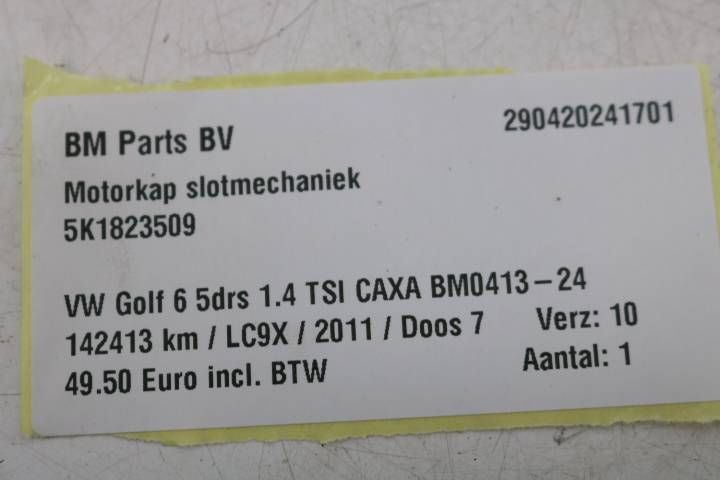 BM Parts BV
290420241701
Motorkap slotmechaniek
5K1823509
VW Golf 6 5drs 1.4 TSI CAXA BM0413-24
142413 km / LC9X / 2011 / Doos 7 Verz: 10
49.50 Euro incl. BTW Aantal: 1